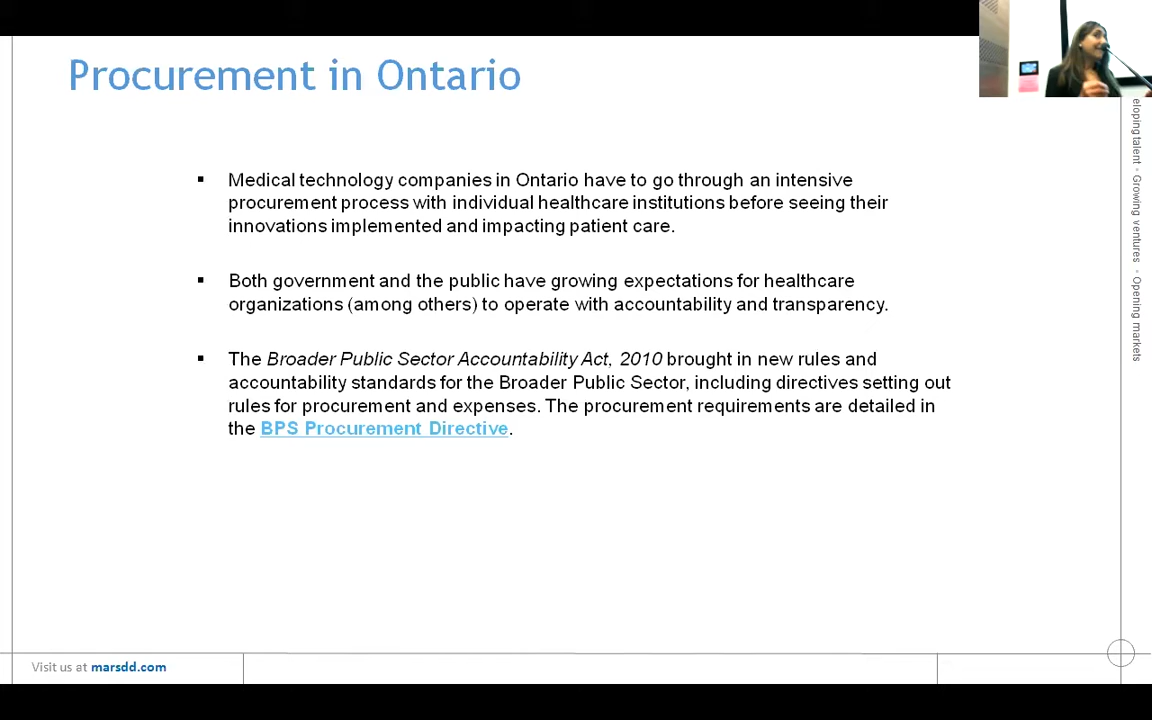 Procurement in Ontario
▪ Medical technology companies in Ontario have to go through an intensive
procurement process with individual healthcare institutions before seeing their
innovations implemented and impacting patient care.
▪ Both government and the public have growing expectations for healthcare
organizations (among others) to operate with accountability and transparency.
▪ The Broader Public Sector Accountability Act, 2010 brought in new rules and
accountability standards for the Broader Public Sector, including directives setting out
rules for procurement and expenses. The procurement requirements are detailed in
the BPS Procurement Directive.
eloping talent ▫ Growing ventures ▫ Opening markets
Visit us at marsdd.com